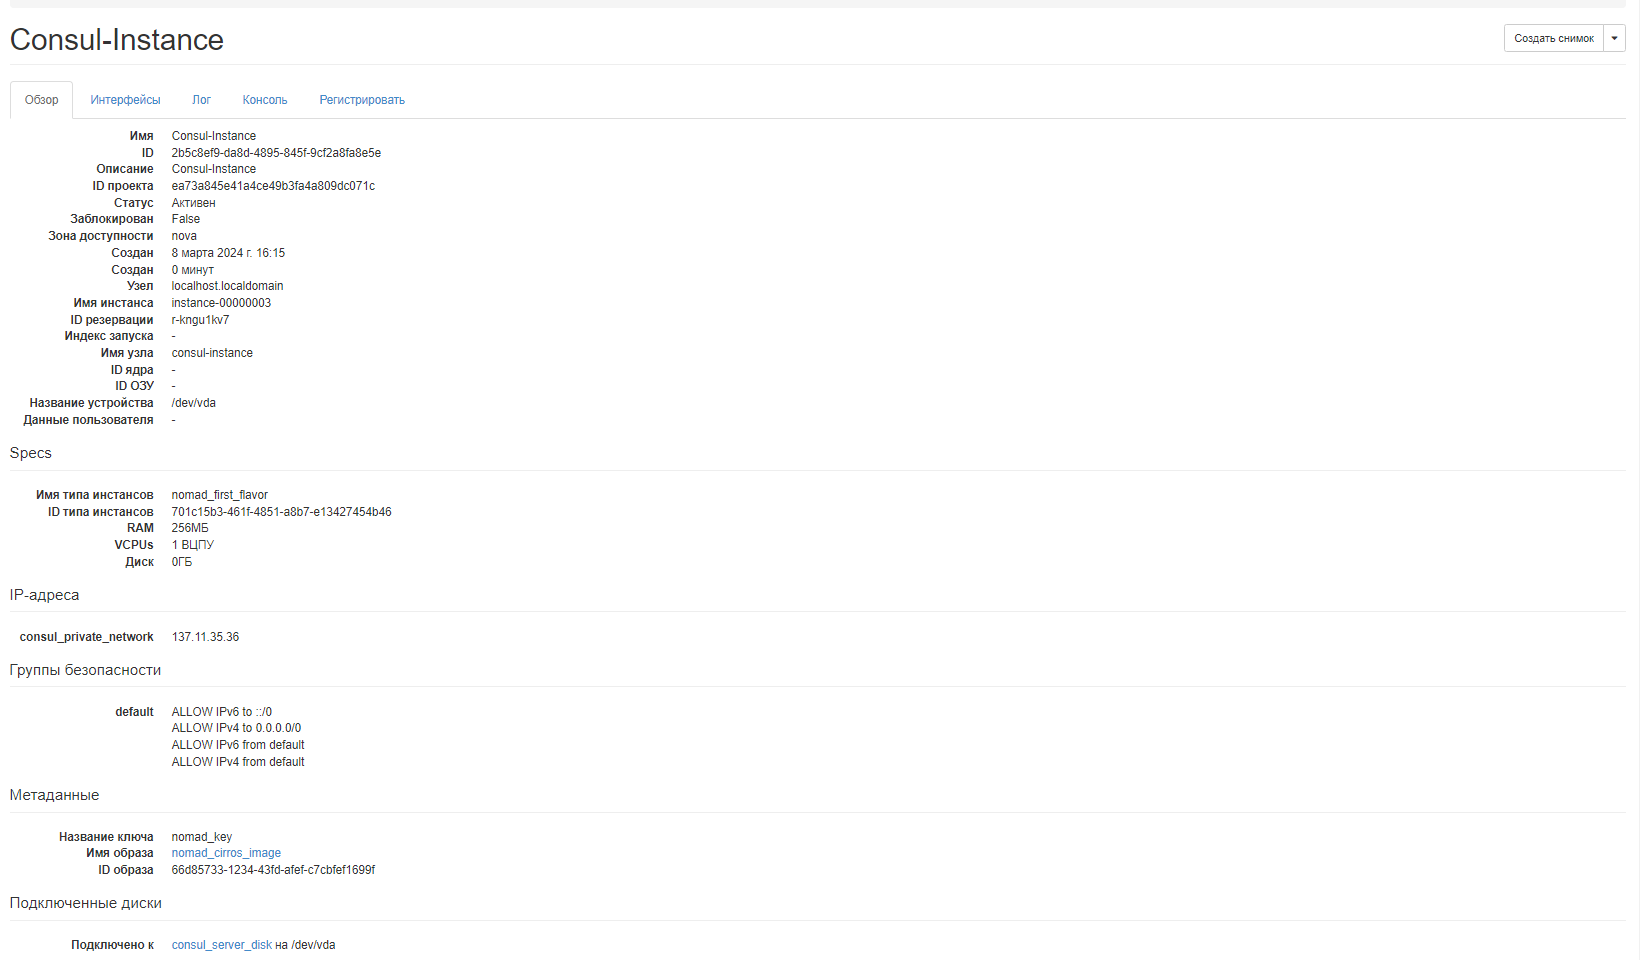 Consul-Instance
Создать снимок
Обзор Интерфейсы Лог Консоль Регистрировать
Имя Consul-Instance
ID 2b5c8ef9-da8d-4895-845f-9cf2a8fa8e5e
Описание Consul-Instance
ID проекта ea73a845e41a4ce49b3fa4a809dc071c
Статус Активен
Заблокирован False
Зона доступности nova
Создан 8 марта 2024 г. 16:15
Создан 0 минут
Узел localhost.localdomain
Имя инстанса instance-00000003
ID резервации r-kngu1kv7
Индекс запуска -
Имя узла consul-instance
ID ядра -
ID ОЗУ -
Название устройства /dev/vda
Данные пользователя -
Specs
Имя типа инстансов nomad_first_flavor
ID типа инстансов 701c15b3-461f-4851-a8b7-e13427454b46
RAM 256МБ
VCPUs 1 ВЦПУ
Диск 0ГБ
IP-адреса
consul_private_network 137.11.35.36
Группы безопасности
default ALLOW IPv6 to ::/0
ALLOW IPv4 to 0.0.0.0/0
ALLOW IPv6 from default
ALLOW IPv4 from default
Метаданные
Название ключа nomad_key
Имя образа nomad_cirros_image
ID образа 66d85733-1234-43fd-afef-c7cbfef1699f
Подключенные диски
Подключено к consul_server_disk на /dev/vda